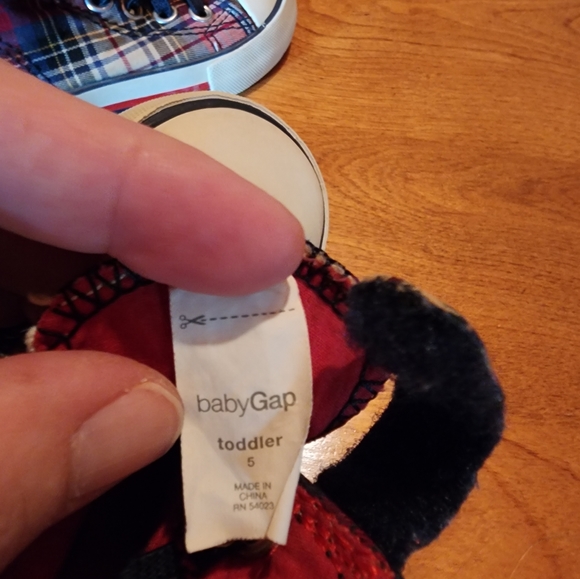 babyGap
toddler
5
MADE IN
CHINA
RN 54023